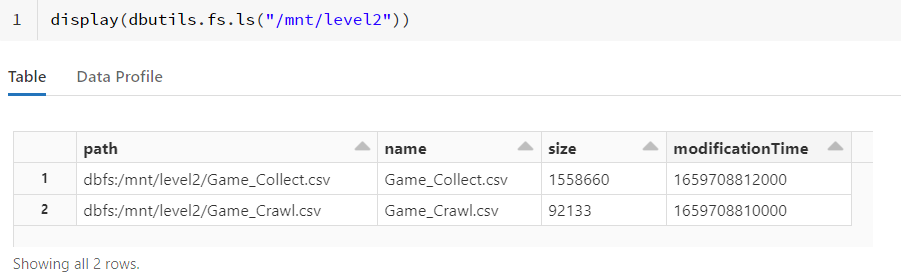 1 display(dbutils.fs.ls("/mnt/level2"))
Table Data Profile
path name size modificationTime
1 dbfs:/mnt/level2/Game_Collect.csv Game_Collect.csv 1558660 1659708812000
2 dbfs:/mnt/level2/Game_Crawl.csv Game_Crawl.csv 92133 1659708810000
Showing all 2 rows.